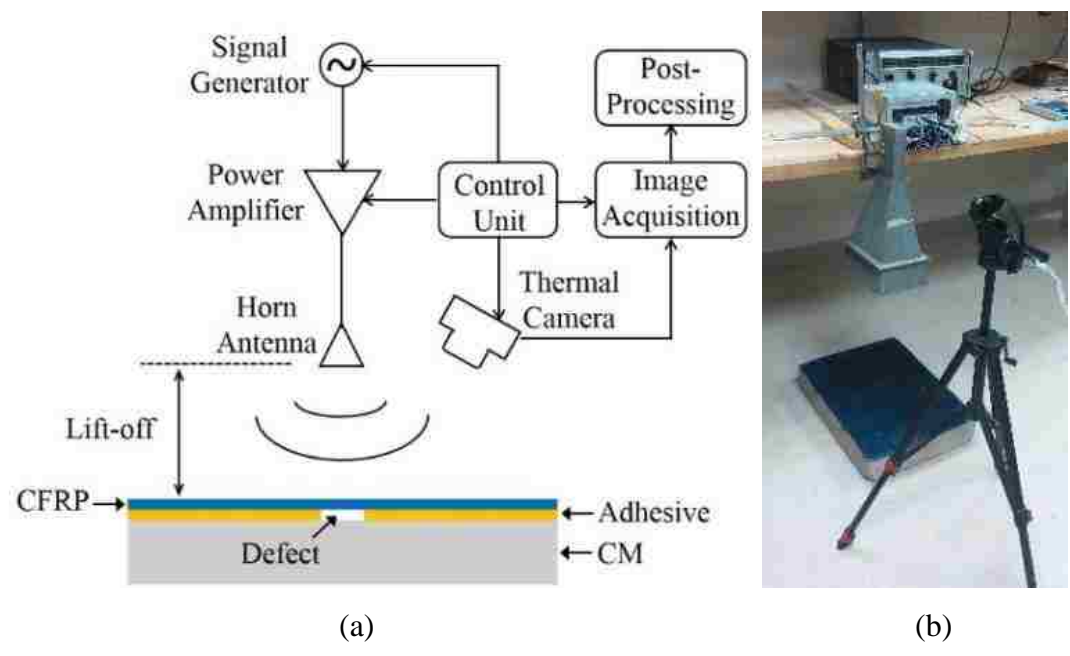 Signal
Generator
Post-
Processing
Power
Amplifier
Control
Unit
Image
Acquisition
Thermal
Camera
Horn
Antenna
Lift-off
CFRP
Adhesive
Defect
CM
(a)
(b)